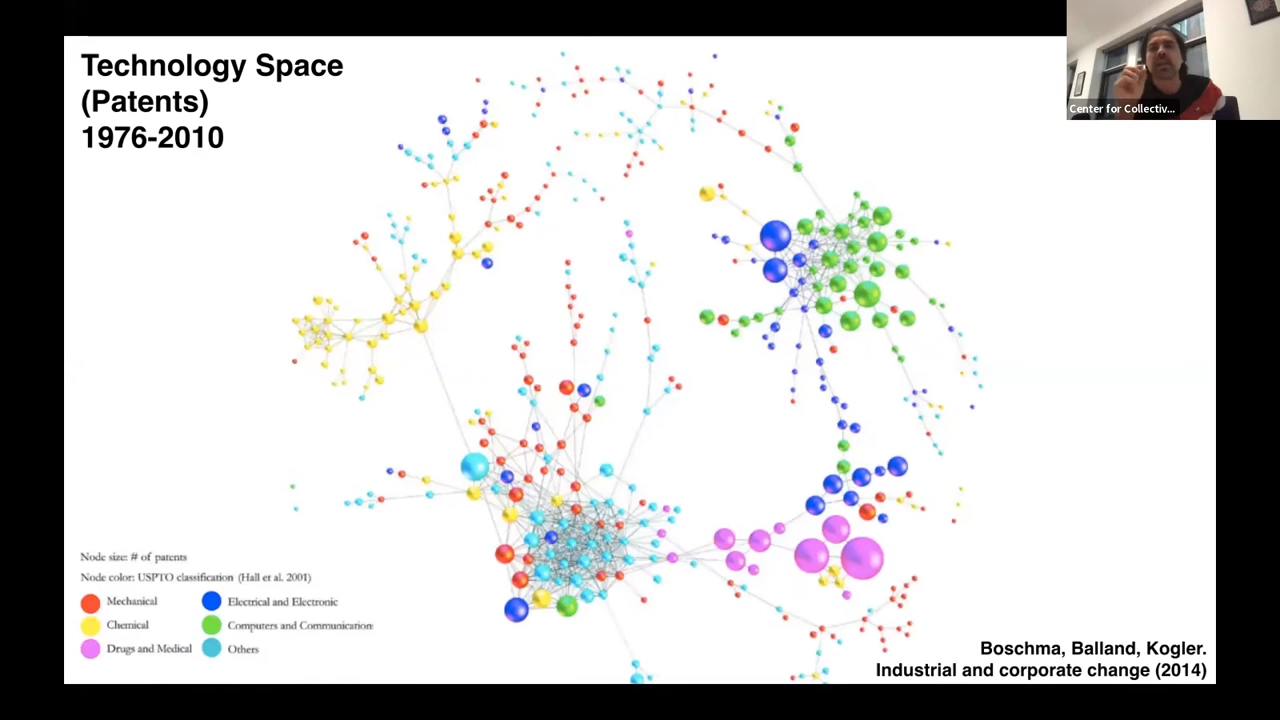 Technology Space
(Patents)
1976-2010
Center for Collectiv...
Node size: # of patents
Node color: USPTO classification (Hall et al. 2001)
Mechanical
Electrical and Electronic
Chemical
Computers and Communication
Drugs and Medical
Others
Boschma, Balland, Kogler.
Industrial and corporate change (2014)